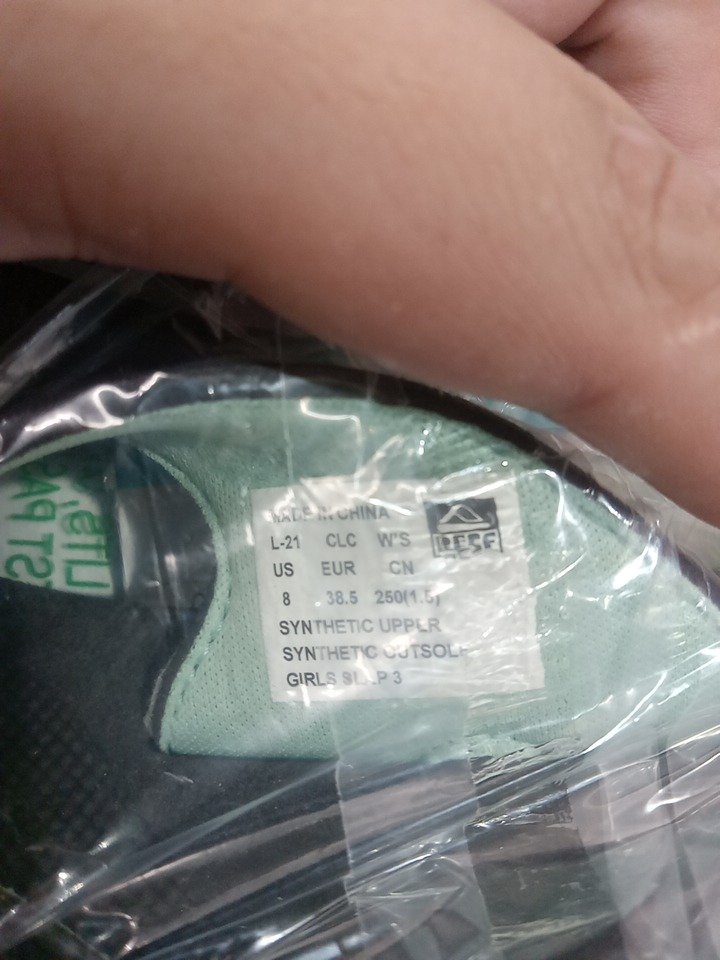 MADE IN CHINA
REEF
L-21 CLC W'S
US EUR CN
8 38.5 250(1.5)
SYNTHETIC UPPER
SYNTHETIC OUTSOLE
GIRLS SLAP 3